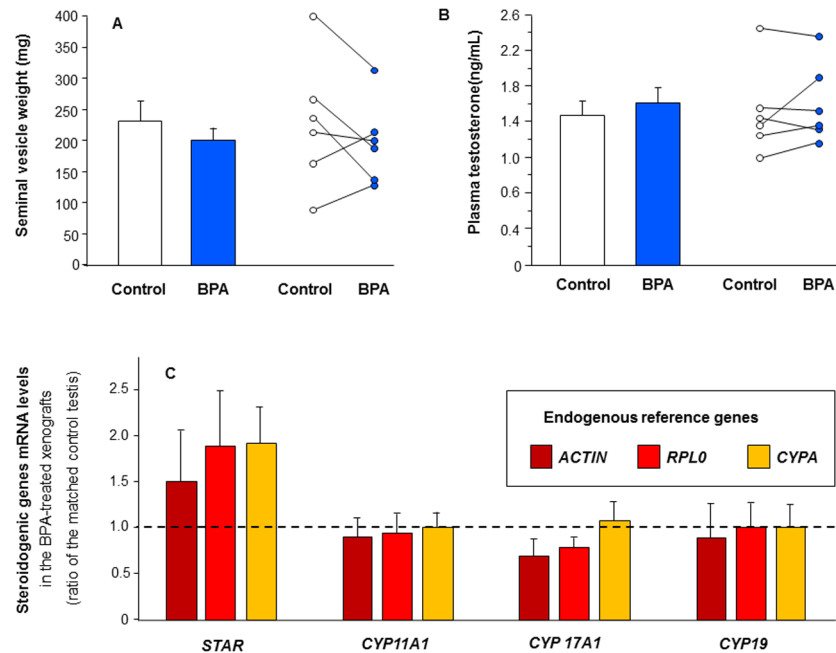 A
Seminal vesicle weight (mg)
400
350
300
250
200
150
100
50
0
Control BPA Control BPA
B
Plasma testosterone(ng/mL)
2.6
2.2
1.8
1.4
1.0
0.6
0.4
0
Control BPA Control BPA
C
Steroidogenic genes mRNA levels
in the BPA-treated xenografts
(ratio of the matched control testis)
2.5
2.0
1.5
1.0
0.5
0
Endogenous reference genes
ACTIN RPL0 CYPA
STAR CYP11A1 CYP 17A1 CYP19